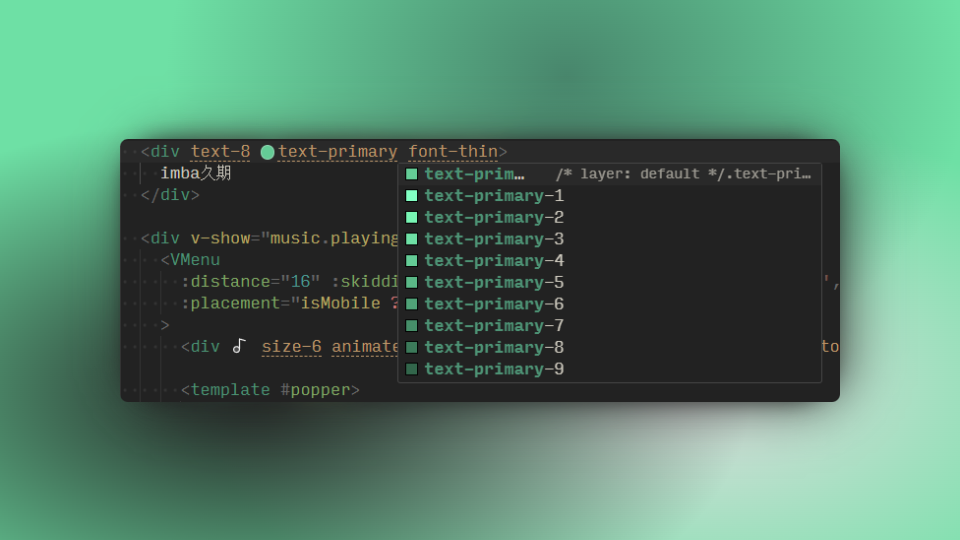 <div text-8 text-primary font-thin>
imba久期
</div>
<div v-show="music.playing
<VMenu
:distance="16" :skiddi
',
:placement="isMobile ?
>
<div size-6 animate
to
<template #popper>
text-prim… /* layer: default */.text-pri…
text-primary-1
text-primary-2
text-primary-3
text-primary-4
text-primary-5
text-primary-6
text-primary-7
text-primary-8
text-primary-9